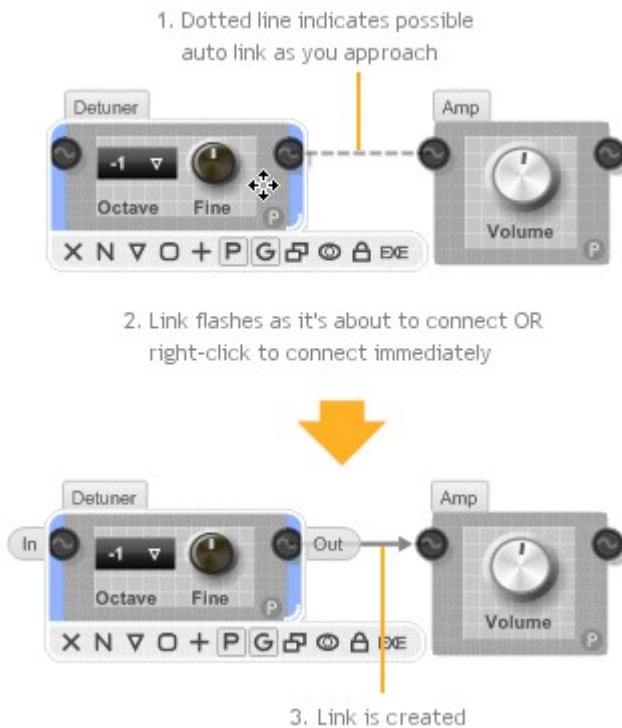 1. Dotted line indicates possible
auto link as you approach
Detuner
Amp
-1
Octave Fine
P
Volume
P
N P G EXE
2. Link flashes as it's about to connect OR
right-click to connect immediately
Detuner
Amp
In
-1
Out
Octave Fine
P
Volume
P
N P G EXE
3. Link is created